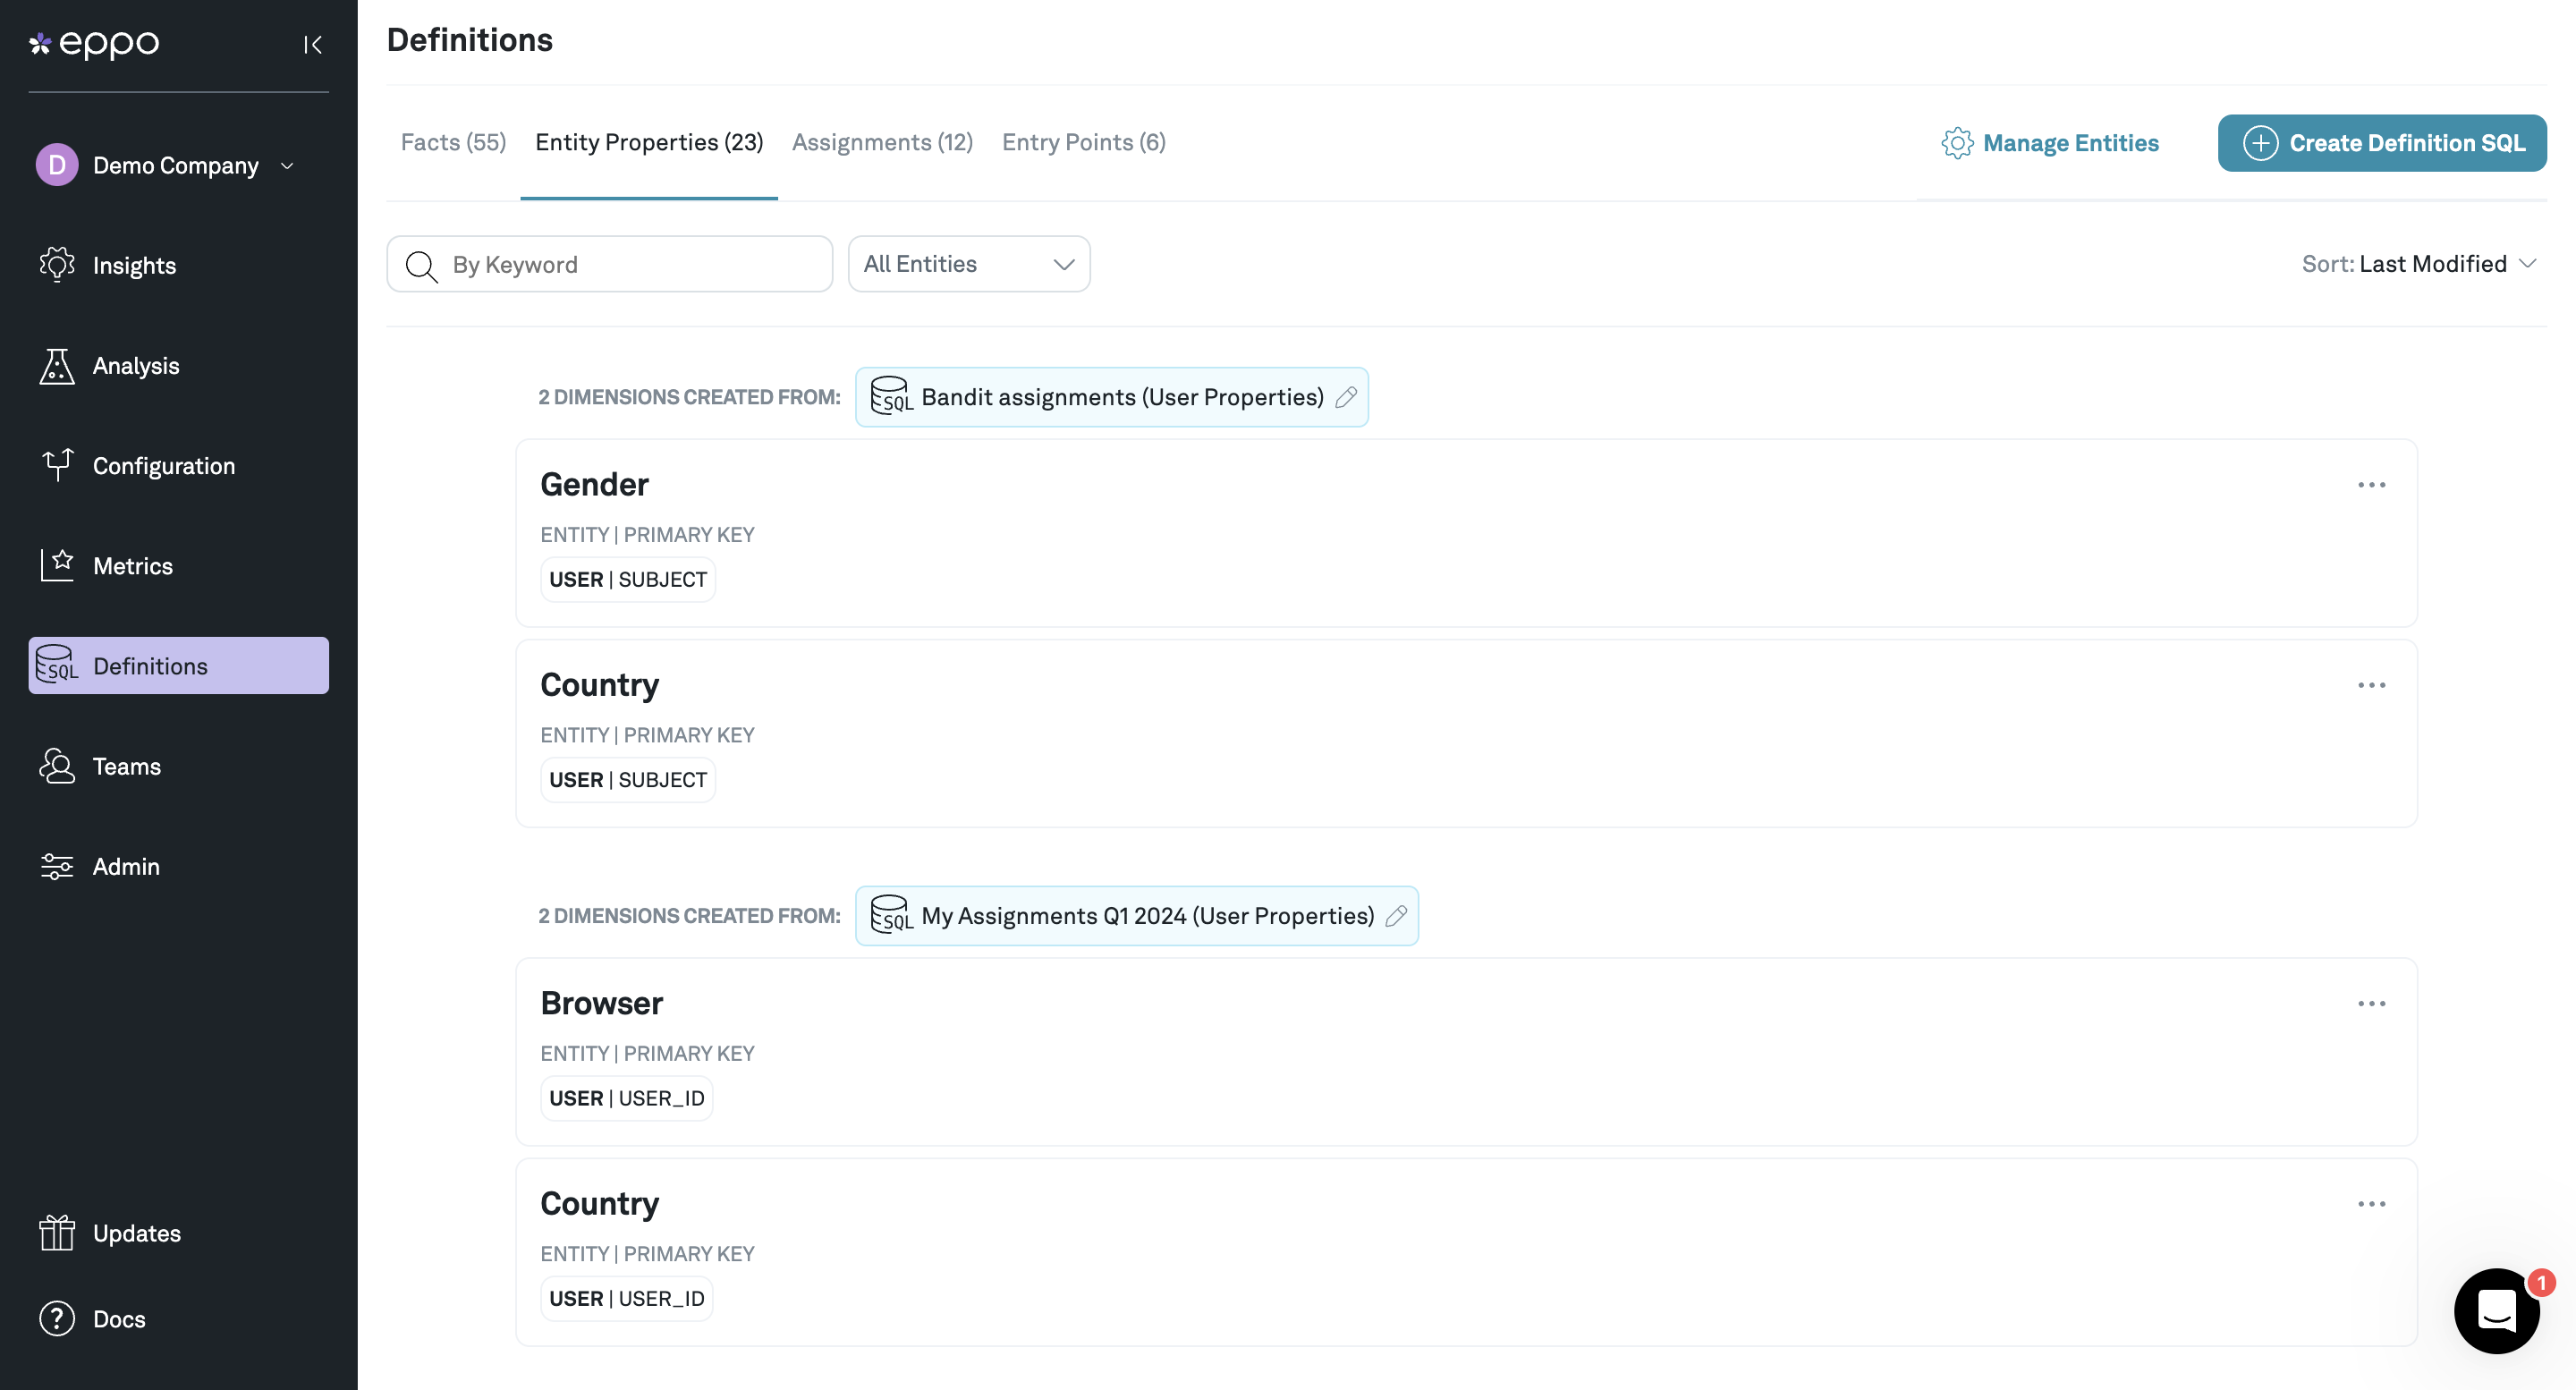 eppo
Demo Company
D
Insights
Analysis
Configuration
Metrics
SQL
Definitions
Teams
Admin
Updates
?
Docs
Definitions
Facts (55)
Entity Properties (23)
Assignments (12)
Entry Points (6)
Manage Entities
Create Definition SQL
By Keyword
All Entities
Sort: Last Modified
2 DIMENSIONS CREATED FROM:
SQL
Bandit assignments (User Properties)
Gender
ENTITY | PRIMARY KEY
USER | SUBJECT
Country
ENTITY | PRIMARY KEY
USER | SUBJECT
2 DIMENSIONS CREATED FROM:
SQL
My Assignments Q1 2024 (User Properties)
Browser
ENTITY | PRIMARY KEY
USER | USER_ID
Country
ENTITY | PRIMARY KEY
USER | USER_ID
1